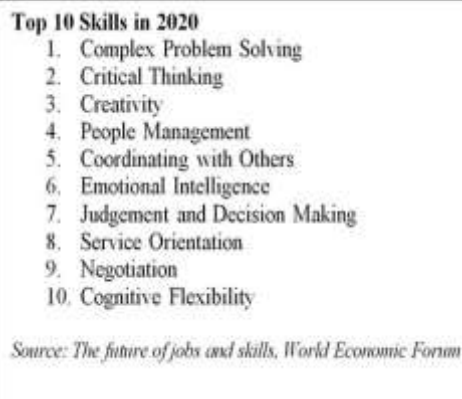 Top 10 Skills in 2020
1. Complex Problem Solving
2. Critical Thinking
3. Creativity
4. People Management
5. Coordinating with Others
6. Emotional Intelligence
7. Judgement and Decision Making
8. Service Orientation
9. Negotiation
10. Cognitive Flexibility
Source: The future of jobs and skills, World Economic Forum